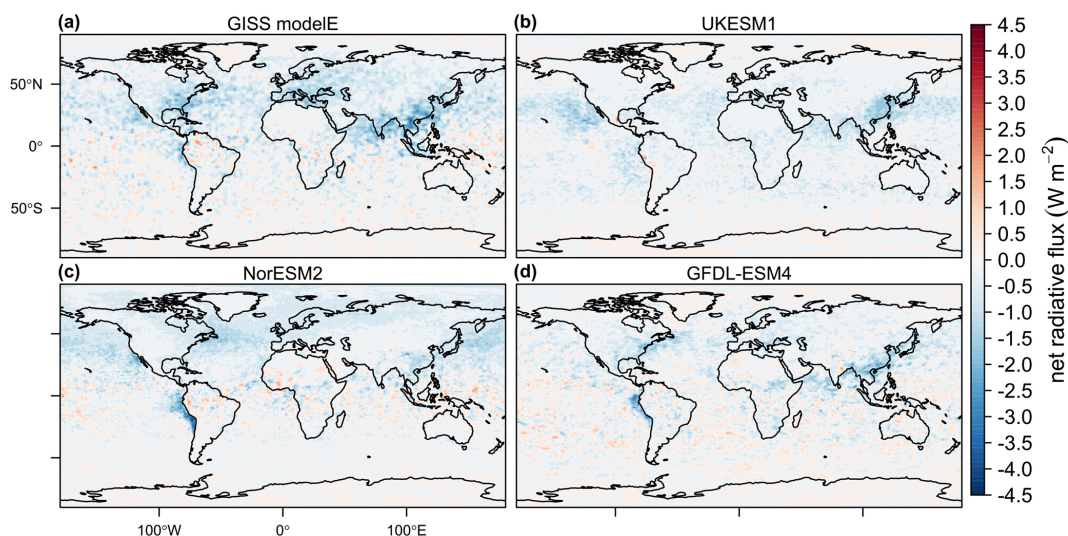 (a) GISS modelE
(b) UKESM1
50°N
0°
50°S
(c) NorESM2
(d) GFDL-ESM4
100°W 0° 100°E
4.5
4.0
3.5
3.0
2.5
2.0
1.5
1.0
0.5
0.0
-0.5
-1.0
-1.5
-2.0
-2.5
-3.0
-3.5
-4.0
-4.5
net radiative flux (W m⁻²)